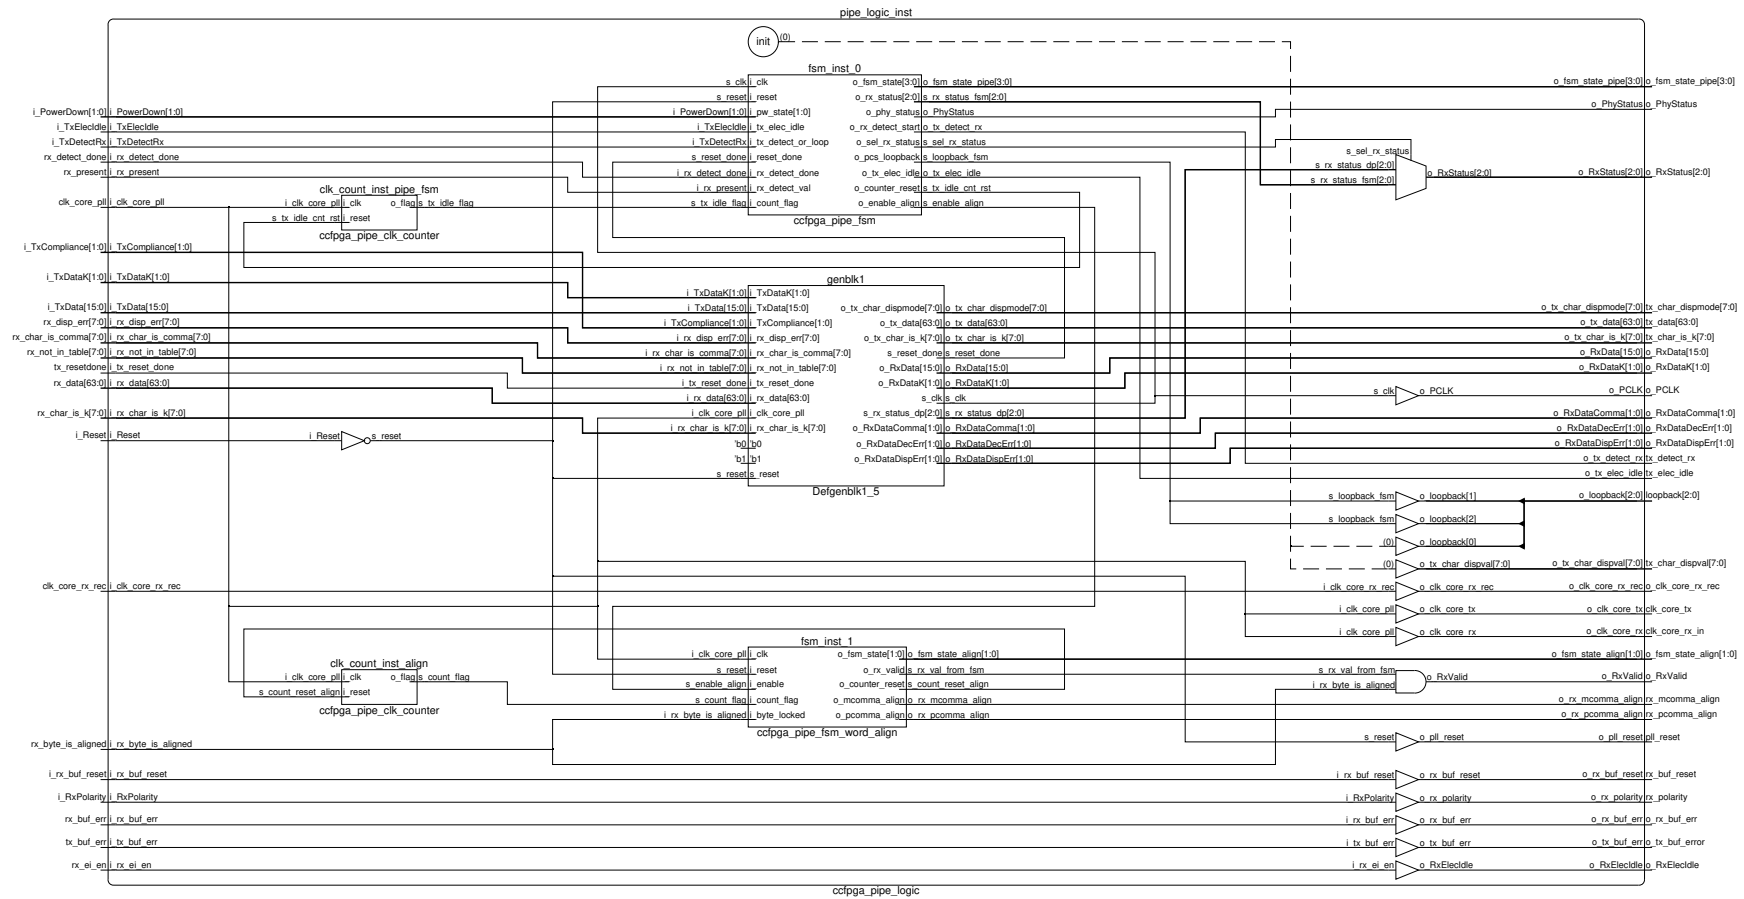 pipe_logic_inst
init (0)
fsm_inst_0
s_clk i_clk o_fsm_state[3:0] o_fsm_state_pipe[3:0] o_fsm_state_pipe[3:0] o_fsm_state_pipe[3:0]
s_reset i_reset o_rx_status[2:0] s_rx_status_fsm[2:0]
o_PhyStatus o_PhyStatus
i_PowerDown[1:0] i_PowerDown[1:0] i_PowerDown[1:0] i_pw_state[1:0] o_phy_status o_PhyStatus
i_TxElecIdle i_TxElecIdle i_TxElecIdle i_tx_elec_idle o_rx_detect_start o_tx_detect_rx
i_TxDetectRx i_TxDetectRx i_TxDetectRx i_tx_detect_or_loop o_sel_rx_status s_sel_rx_status
s_sel_rx_status
rx_detect_done i_rx_detect_done s_reset_done i_reset_done o_pcs_loopback s_loopback_fsm
s_rx_status_dp[2:0]
rx_present i_rx_present i_rx_detect_done i_rx_detect_done o_tx_elec_idle o_tx_elec_idle
o_RxStatus[2:0] o_RxStatus[2:0] o_RxStatus[2:0]
s_rx_status_fsm[2:0]
clk_count_inst_pipe_fsm i_rx_present i_rx_detect_val o_counter_reset s_tx_idle_cnt_rst
clk_core_pll i_clk_core_pll i_clk_core_pll i_clk o_flag s_tx_idle_flag s_tx_idle_flag i_count_flag o_enable_align s_enable_align
s_tx_idle_cnt_rst i_reset ccfpga_pipe_fsm
ccfpga_pipe_clk_counter
i_TxCompliance[1:0] i_TxCompliance[1:0]
i_TxDataK[1:0] i_TxDataK[1:0] genblk1
i_TxDataK[1:0] i_TxDataK[1:0]
i_TxData[15:0] i_TxData[15:0] i_TxData[15:0] i_TxData[15:0] o_tx_char_dispmode[7:0] o_tx_char_dispmode[7:0] o_tx_char_dispmode[7:0] tx_char_dispmode[7:0]
rx_disp_err[7:0] i_rx_disp_err[7:0] i_TxCompliance[1:0] i_TxCompliance[1:0] o_tx_data[63:0] o_tx_data[63:0] o_tx_data[63:0] tx_data[63:0]
rx_char_is_comma[7:0] i_rx_char_is_comma[7:0] i_rx_disp_err[7:0] i_rx_disp_err[7:0] o_tx_char_is_k[7:0] o_tx_char_is_k[7:0] o_tx_char_is_k[7:0] tx_char_is_k[7:0]
rx_not_in_table[7:0] i_rx_not_in_table[7:0] i_rx_char_is_comma[7:0] i_rx_char_is_comma[7:0] s_reset_done s_reset_done o_RxData[15:0] o_RxData[15:0]
tx_resetdone i_tx_reset_done i_rx_not_in_table[7:0] i_rx_not_in_table[7:0] o_RxData[15:0] o_RxData[15:0] o_RxDataK[1:0] o_RxDataK[1:0]
rx_data[63:0] i_rx_data[63:0] i_tx_reset_done i_tx_reset_done o_RxDataK[1:0] o_RxDataK[1:0]
i_rx_data[63:0] i_rx_data[63:0] s_clk s_clk s_clk o_PCLK o_PCLK o_PCLK
rx_char_is_k[7:0] i_rx_char_is_k[7:0] i_clk_core_pll i_clk_core_pll s_rx_status_dp[2:0] s_rx_status_dp[2:0] o_RxDataComma[1:0] o_RxDataComma[1:0]
i_rx_char_is_k[7:0] i_rx_char_is_k[7:0] o_RxDataComma[1:0] o_RxDataComma[1:0] o_RxDataDecErr[1:0] o_RxDataDecErr[1:0]
i_Reset i_Reset i_Reset s_reset 'b0 'b0 o_RxDataDecErr[1:0] o_RxDataDecErr[1:0] o_RxDataDispErr[1:0] o_RxDataDispErr[1:0]
'b1 'b1 o_RxDataDispErr[1:0] o_RxDataDispErr[1:0] o_tx_detect_rx tx_detect_rx
s_reset s_reset o_tx_elec_idle tx_elec_idle
Defgenblk1_5
s_loopback_fsm o_loopback[1] o_loopback[2:0] loopback[2:0]
s_loopback_fsm o_loopback[2]
(0) o_loopback[0]
(0) o_tx_char_dispval[7:0] o_tx_char_dispval[7:0] tx_char_dispval[7:0]
clk_core_rx_rec i_clk_core_rx_rec i_clk_core_rx_rec o_clk_core_rx_rec o_clk_core_rx_rec o_clk_core_rx_rec
i_clk_core_pll o_clk_core_tx o_clk_core_tx clk_core_tx
i_clk_core_pll o_clk_core_rx o_clk_core_rx clk_core_rx_in
fsm_inst_1
i_clk_core_pll i_clk o_fsm_state[1:0] o_fsm_state_align[1:0] o_fsm_state_align[1:0] o_fsm_state_align[1:0]
clk_count_inst_align s_reset i_reset o_rx_valid s_rx_val_from_fsm s_rx_val_from_fsm
i_clk_core_pll i_clk o_flag s_count_flag s_enable_align i_enable o_counter_reset s_count_reset_align i_rx_byte_is_aligned o_RxValid o_RxValid o_RxValid
s_count_reset_align i_reset s_count_flag i_count_flag o_mcomma_align o_rx_mcomma_align o_rx_mcomma_align rx_mcomma_align
ccfpga_pipe_clk_counter i_rx_byte_is_aligned i_byte_locked o_pcomma_align o_rx_pcomma_align o_rx_pcomma_align rx_pcomma_align
ccfpga_pipe_fsm_word_align
rx_byte_is_aligned i_rx_byte_is_aligned s_reset o_pll_reset o_pll_reset pll_reset
i_rx_buf_reset i_rx_buf_reset i_rx_buf_reset o_rx_buf_reset o_rx_buf_reset rx_buf_reset
i_RxPolarity i_RxPolarity i_RxPolarity o_rx_polarity o_rx_polarity rx_polarity
rx_buf_err i_rx_buf_err i_rx_buf_err o_rx_buf_err o_rx_buf_err o_rx_buf_err
tx_buf_err i_tx_buf_err i_tx_buf_err o_tx_buf_err o_tx_buf_err o_tx_buf_error
rx_ei_en i_rx_ei_en i_rx_ei_en o_RxElecIdle o_RxElecIdle o_RxElecIdle
ccfpga_pipe_logic